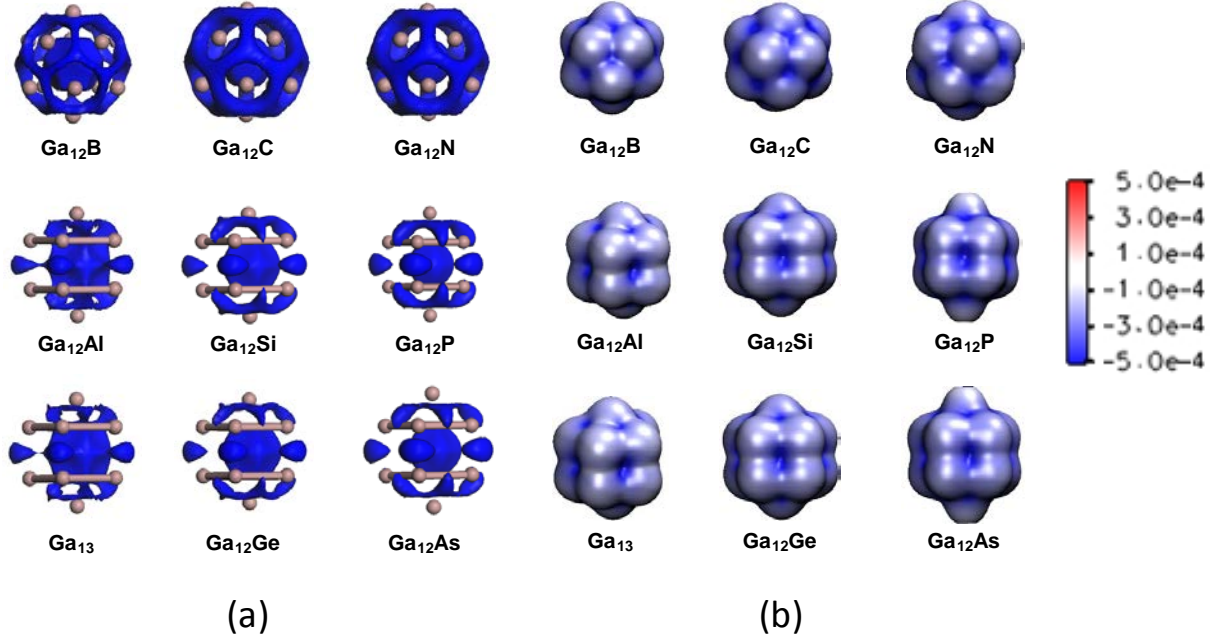 Ga₁₂B Ga₁₂C Ga₁₂N Ga₁₂B Ga₁₂C Ga₁₂N
5.0e-4
3.0e-4
1.0e-4
-1.0e-4
-3.0e-4
-5.0e-4
Ga₁₂Al Ga₁₂Si Ga₁₂P Ga₁₂Al Ga₁₂Si Ga₁₂P
Ga₁₃ Ga₁₂Ge Ga₁₂As Ga₁₃ Ga₁₂Ge Ga₁₂As
(a) (b)